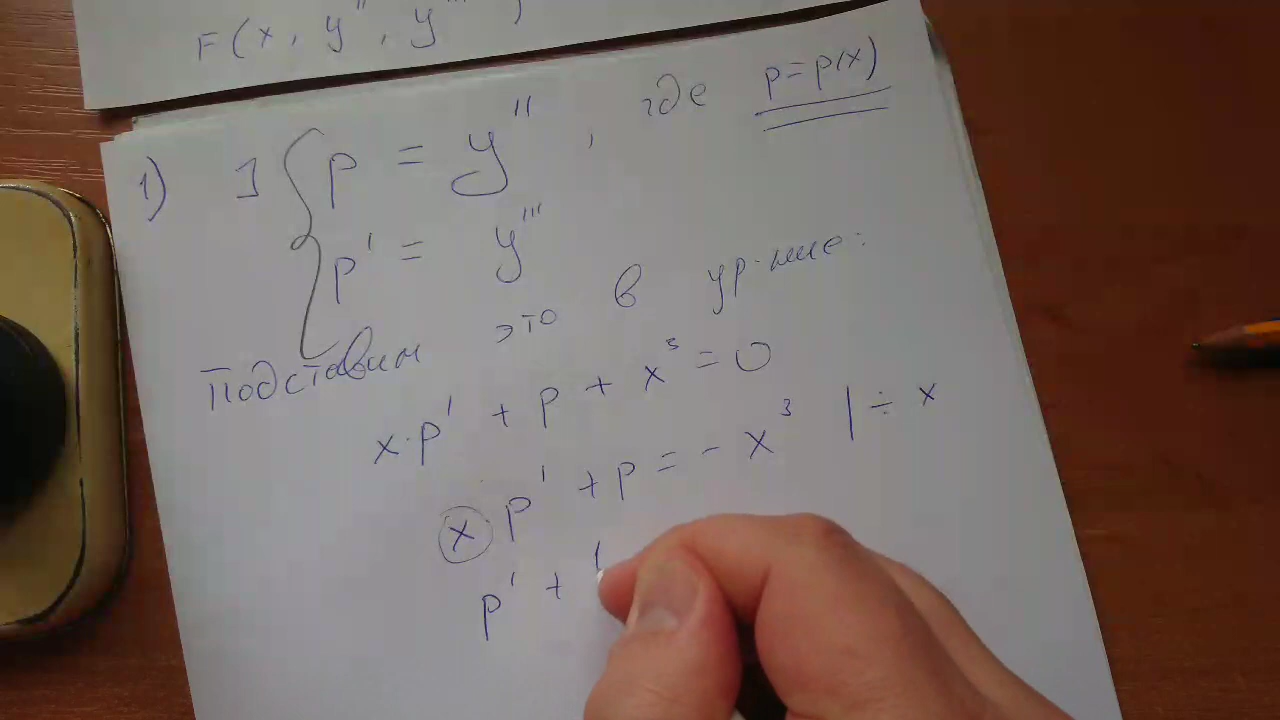 F(x, y'', y''' )
1) ] { p = y'', где p=p(x)
p' = y'''
Подставим это в ур-ние:
x·p' + p + x³ = 0
x p' + p = - x³ | ÷ x
p' + 1